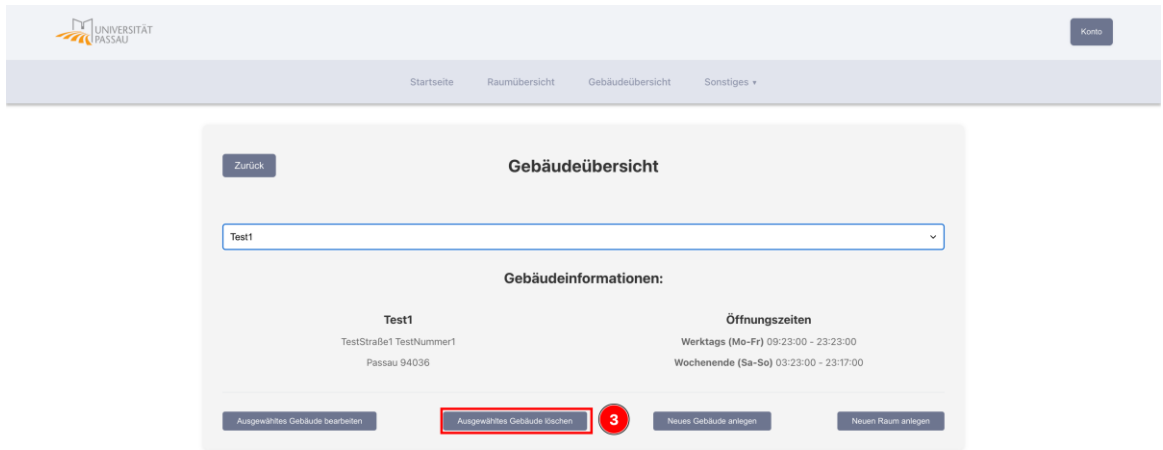 UNIVERSITÄT
PASSAU
Konto
Startseite Raumübersicht Gebäudeübersicht Sonstiges ▾
Zurück
Gebäudeübersicht
Test1
Gebäudeinformationen:
Test1
TestStraße1 TestNummer1
Passau 94036
Öffnungszeiten
Werktags (Mo-Fr) 09:23:00 - 23:23:00
Wochenende (Sa-So) 03:23:00 - 23:17:00
Ausgewähltes Gebäude bearbeiten
Ausgewähltes Gebäude löschen
3
Neues Gebäude anlegen
Neuen Raum anlegen